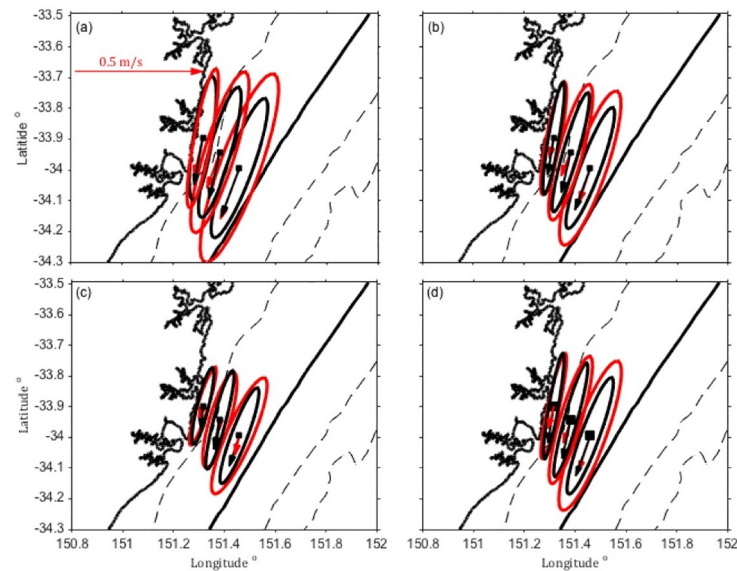 (a)
(b)
0.5 m/s
-33.5
-33.6
-33.7
-33.8
-33.9
-34
-34.1
-34.2
-34.3
Latitide °
(c)
(d)
-33.5
-33.6
-33.7
-33.8
-33.9
-34
-34.1
-34.2
-34.3
Latitude °
150.8 151 151.2 151.4 151.6 151.8 152
150.8 151 151.2 151.4 151.6 151.8 152
Longitude ° Longitude °